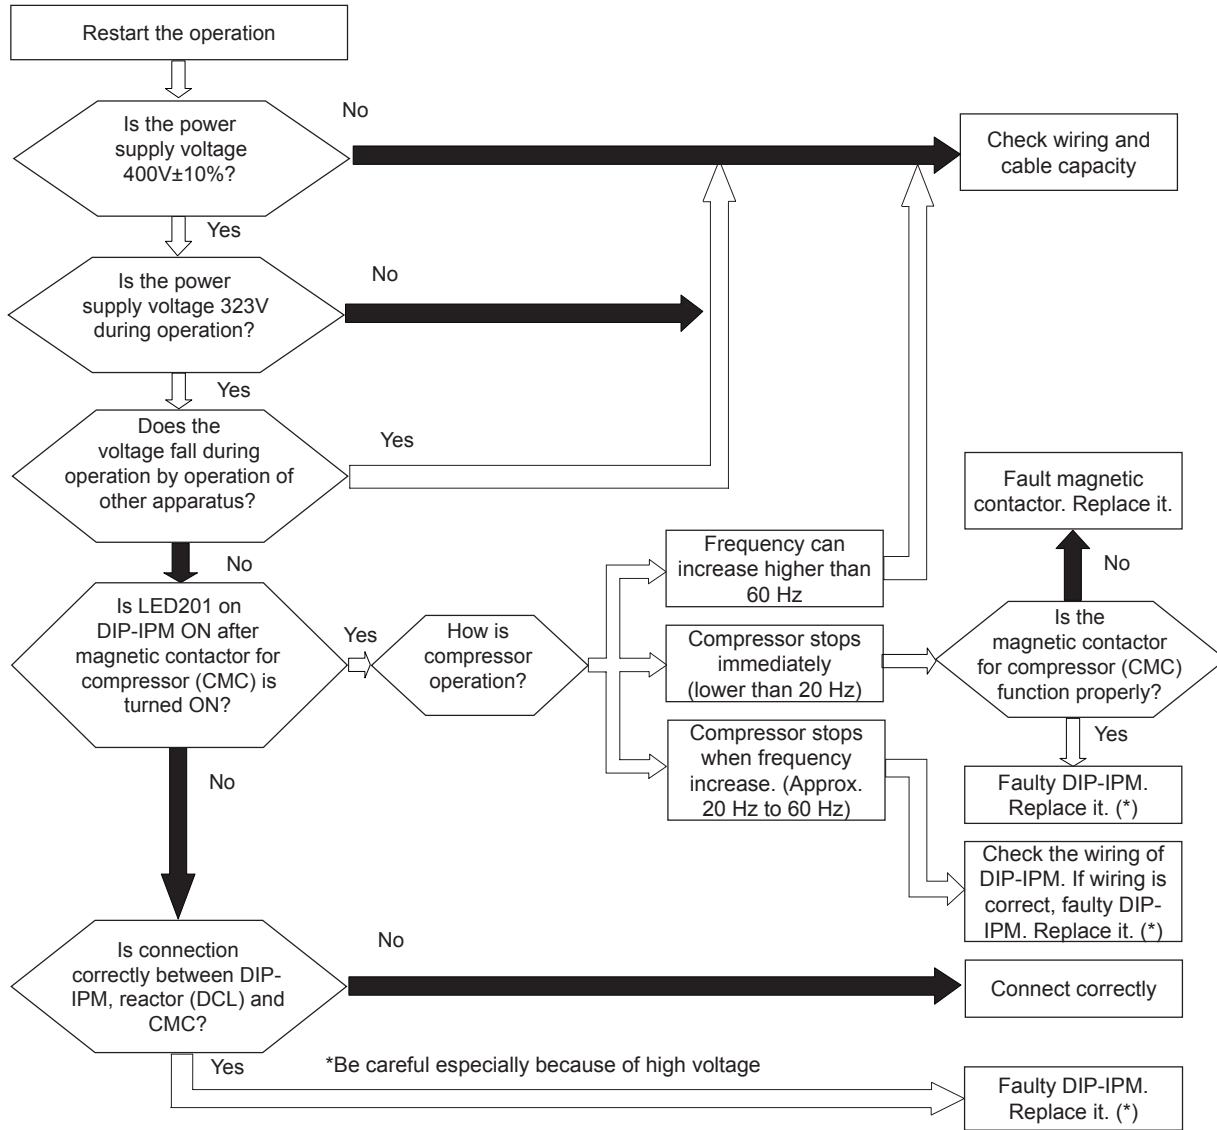 Restart the operation
Is the power
supply voltage
400V±10%?
No
Check wiring and
cable capacity
Yes
Is the power
supply voltage 323V
during operation?
No
Yes
Does the
voltage fall during
operation by operation of
other apparatus?
Yes
No
Is LED201 on
DIP-IPM ON after
magnetic contactor for
compressor (CMC) is
turned ON?
Yes
How is
compressor
operation?
Frequency can
increase higher than
60 Hz
Compressor stops
immediately
(lower than 20 Hz)
Compressor stops
when frequency
increase. (Approx.
20 Hz to 60 Hz)
Fault magnetic
contactor. Replace it.
No
Is the
magnetic contactor
for compressor (CMC)
function properly?
Yes
Faulty DIP-IPM.
Replace it. (*)
Check the wiring of
DIP-IPM. If wiring is
correct, faulty DIP-
IPM. Replace it. (*)
No
Is connection
correctly between DIP-
IPM, reactor (DCL) and
CMC?
No
Connect correctly
Yes
*Be careful especially because of high voltage
Faulty DIP-IPM.
Replace it. (*)